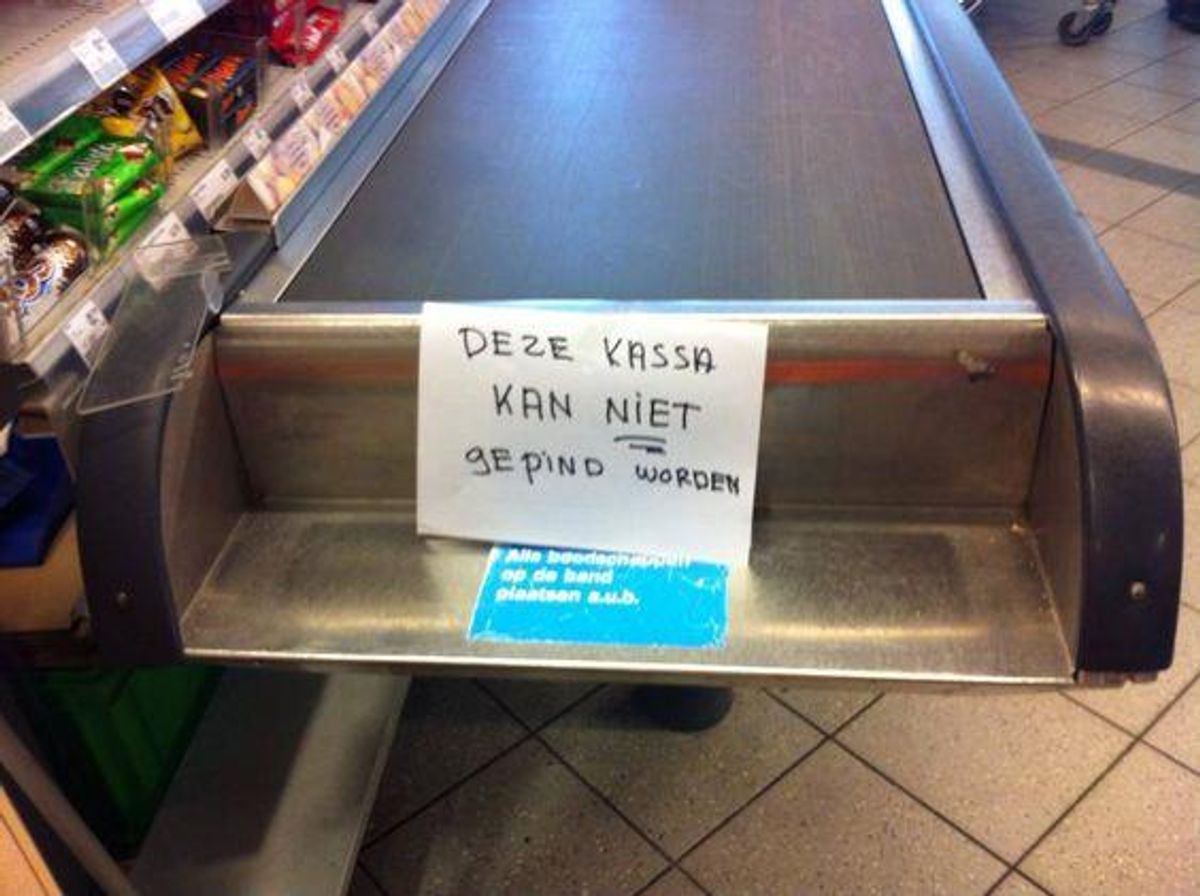 DEZE KASSA
KAN NiET
gEPiND WORDEN
Alle boodschappen
op de band
plaatsen a.u.b.